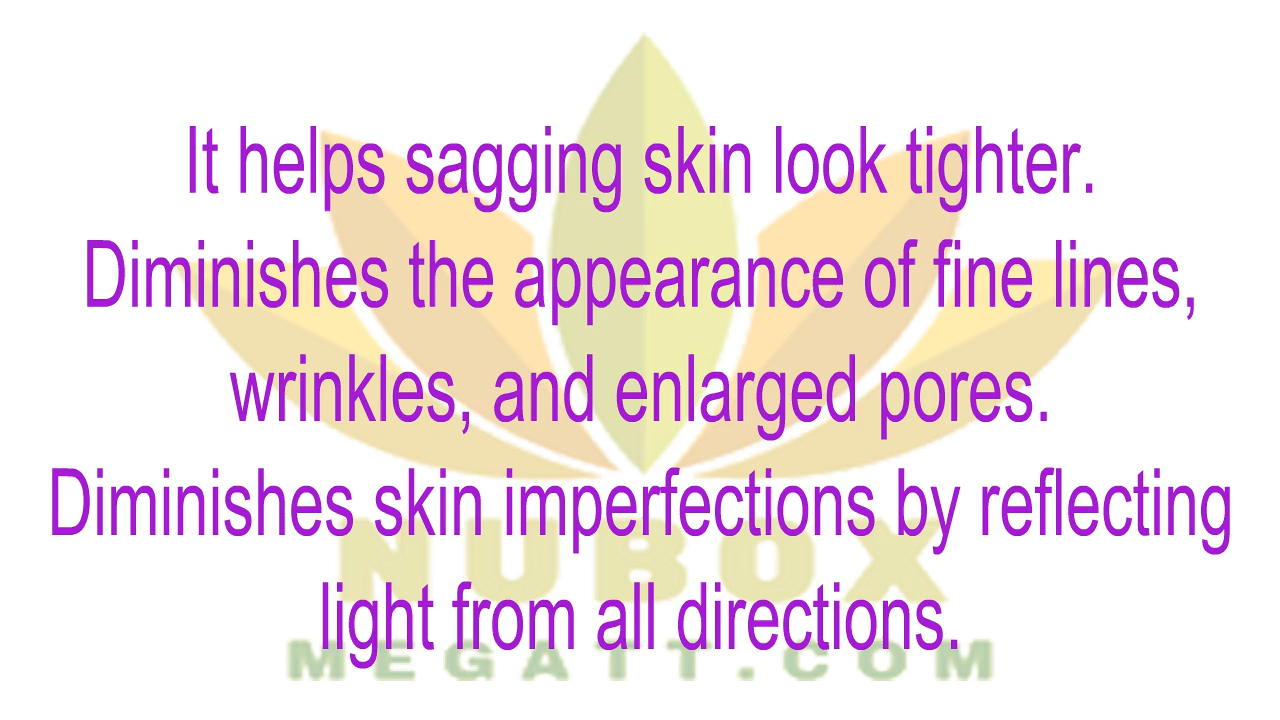 It helps sagging skin look tighter.
Diminishes the appearance of fine lines,
wrinkles, and enlarged pores.
Diminishes skin imperfections by reflecting
light from all directions.
NUBOX
MEGATT.COM